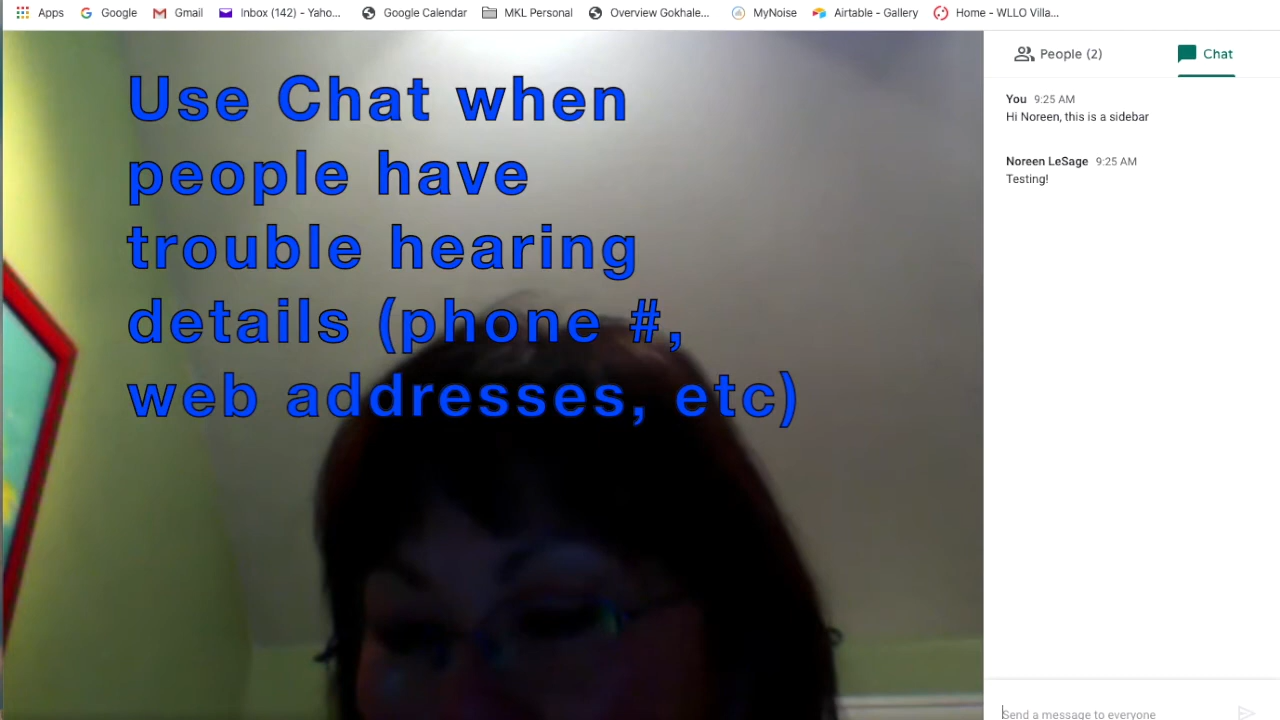 Apps Google Gmail Inbox (142) - Yaho... Google Calendar MKL Personal Overview Gokhale... MyNoise Airtable - Gallery Home - WLLO Villa...
Use Chat when
people have
trouble hearing
details (phone #,
web addresses, etc)
People (2) Chat
You 9:25 AM
Hi Noreen, this is a sidebar
Noreen LeSage 9:25 AM
Testing!
Send a message to everyone